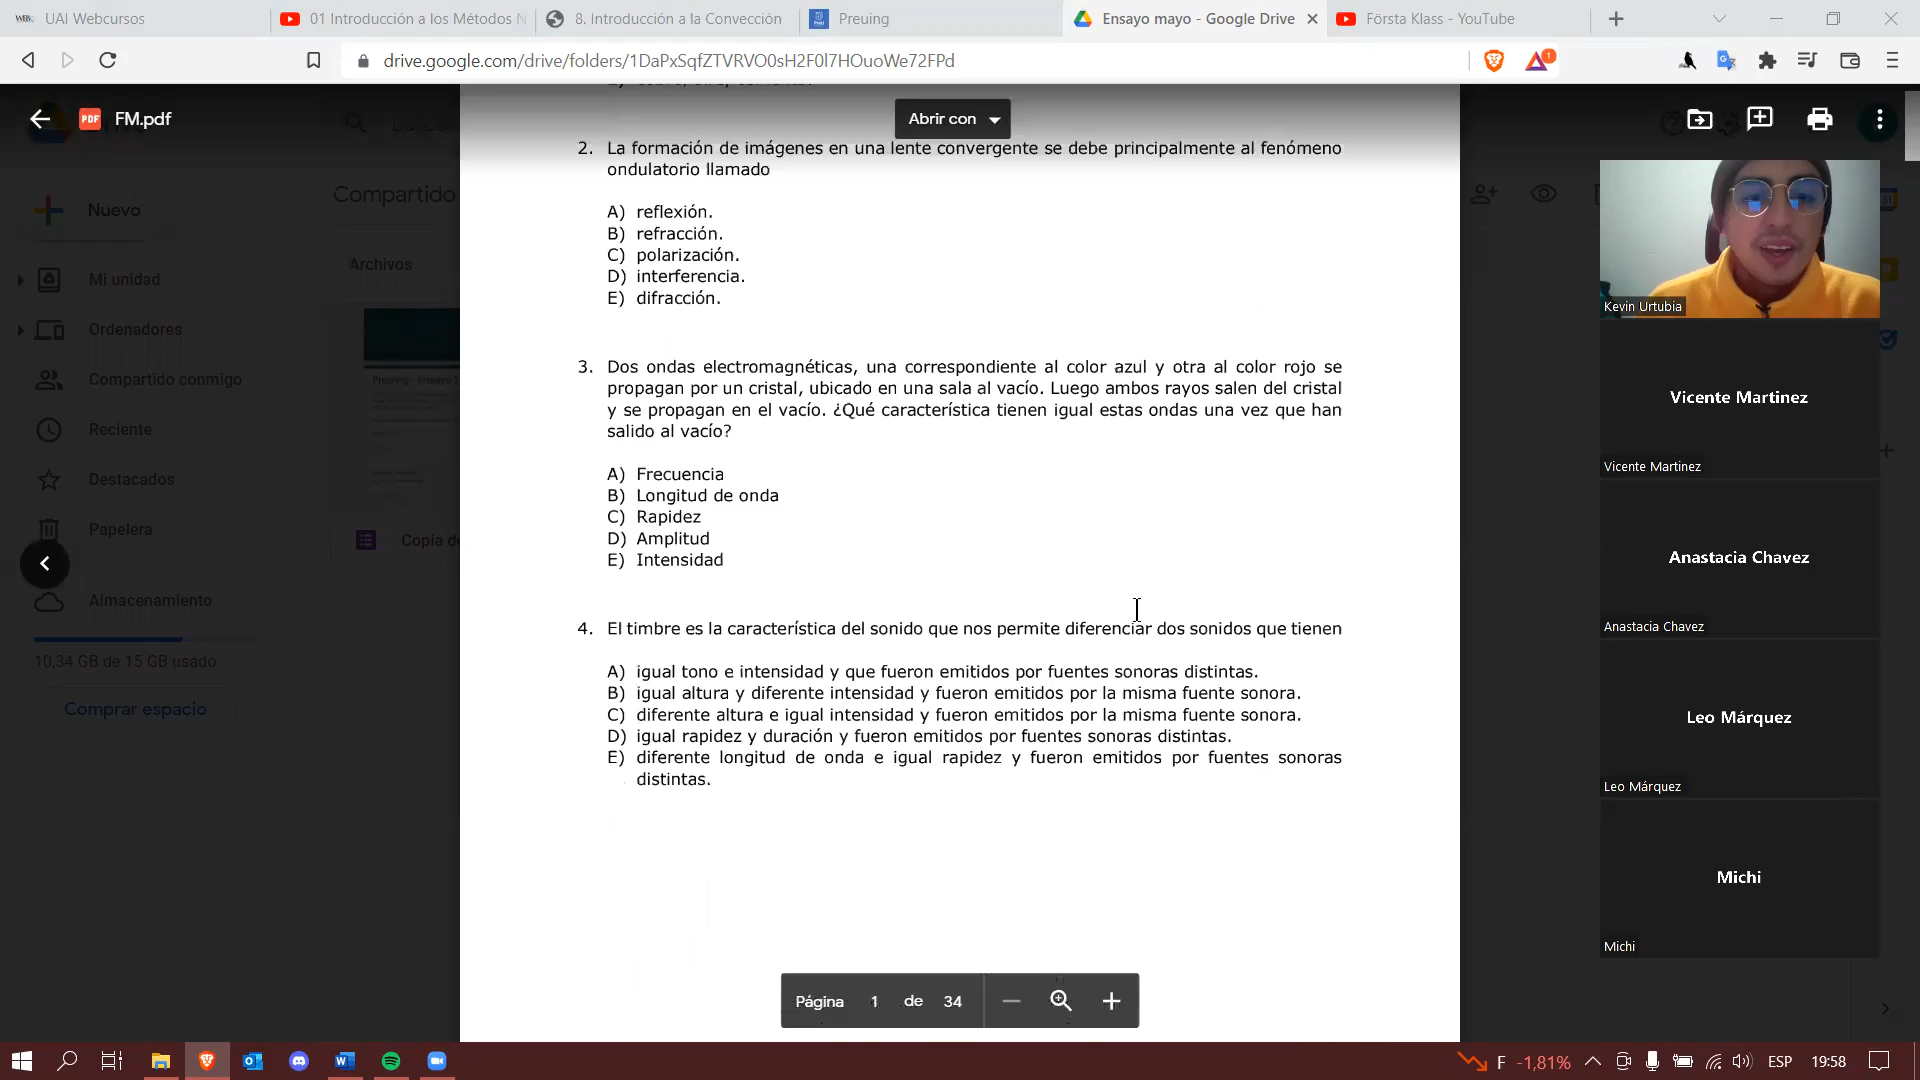 UAI Webcursos
01 Introducción a los Métodos N
8. Introducción a la Convección
Preuing
Ensayo mayo - Google Drive
Första Klass - YouTube
drive.google.com/drive/folders/1DaPxSqfZTVRVO0sH2F0l7HOuoWe72FPd
1
PDF FM.pdf
Abrir con
Nuevo
Mi unidad
Ordenadores
Compartido conmigo
Reciente
Destacados
Papelera
Almacenamiento
10,34 GB de 15 GB usado
Comprar espacio
Compartido
Archivos
Copia de
2. La formación de imágenes en una lente convergente se debe principalmente al fenómeno
ondulatorio llamado
A) reflexión.
B) refracción.
C) polarización.
D) interferencia.
E) difracción.
3. Dos ondas electromagnéticas, una correspondiente al color azul y otra al color rojo se
propagan por un cristal, ubicado en una sala al vacío. Luego ambos rayos salen del cristal
y se propagan en el vacío. ¿Qué característica tienen igual estas ondas una vez que han
salido al vacío?
A) Frecuencia
B) Longitud de onda
C) Rapidez
D) Amplitud
E) Intensidad
4. El timbre es la característica del sonido que nos permite diferenciar dos sonidos que tienen
A) igual tono e intensidad y que fueron emitidos por fuentes sonoras distintas.
B) igual altura y diferente intensidad y fueron emitidos por la misma fuente sonora.
C) diferente altura e igual intensidad y fueron emitidos por la misma fuente sonora.
D) igual rapidez y duración y fueron emitidos por fuentes sonoras distintas.
E) diferente longitud de onda e igual rapidez y fueron emitidos por fuentes sonoras
distintas.
Página 1 de 34
Kevin Urtubia
Vicente Martinez
Vicente Martinez
Anastacia Chavez
Anastacia Chavez
Leo Márquez
Leo Márquez
Michi
Michi
F -1,81%
ESP
19:58